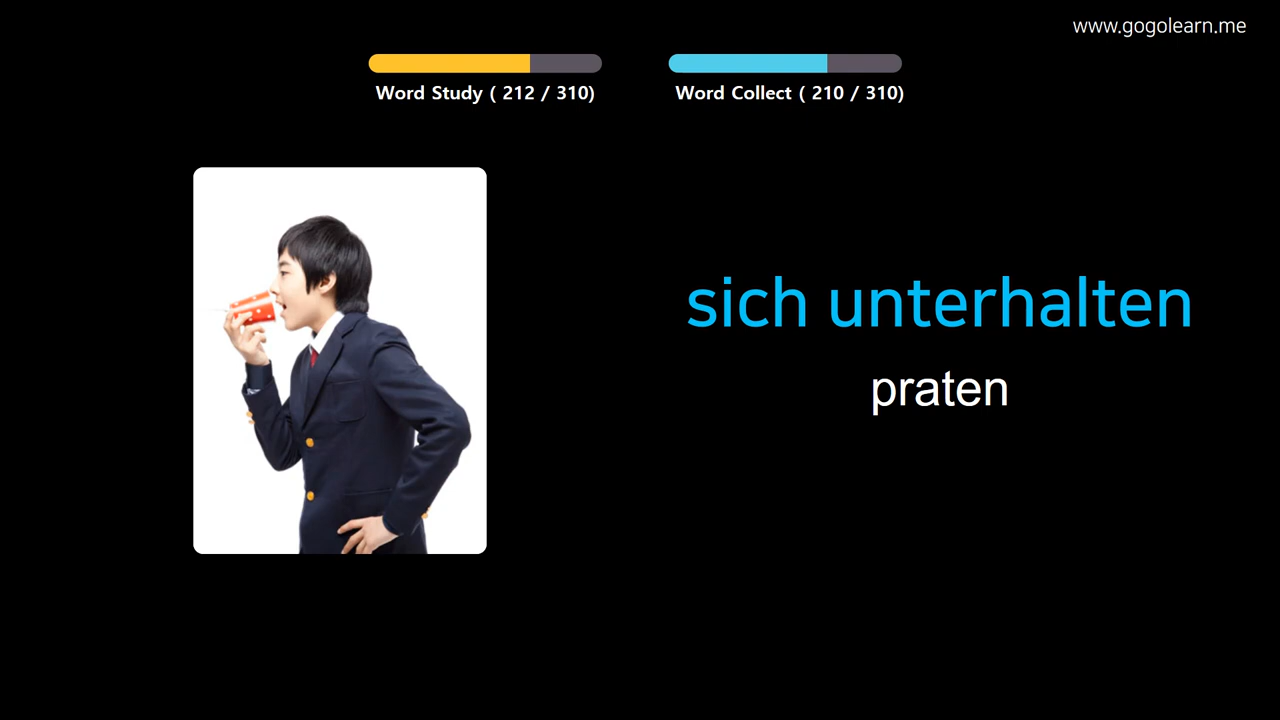 www.gogolearn.me
Word Study ( 212 / 310)
Word Collect ( 210 / 310)
sich unterhalten
praten